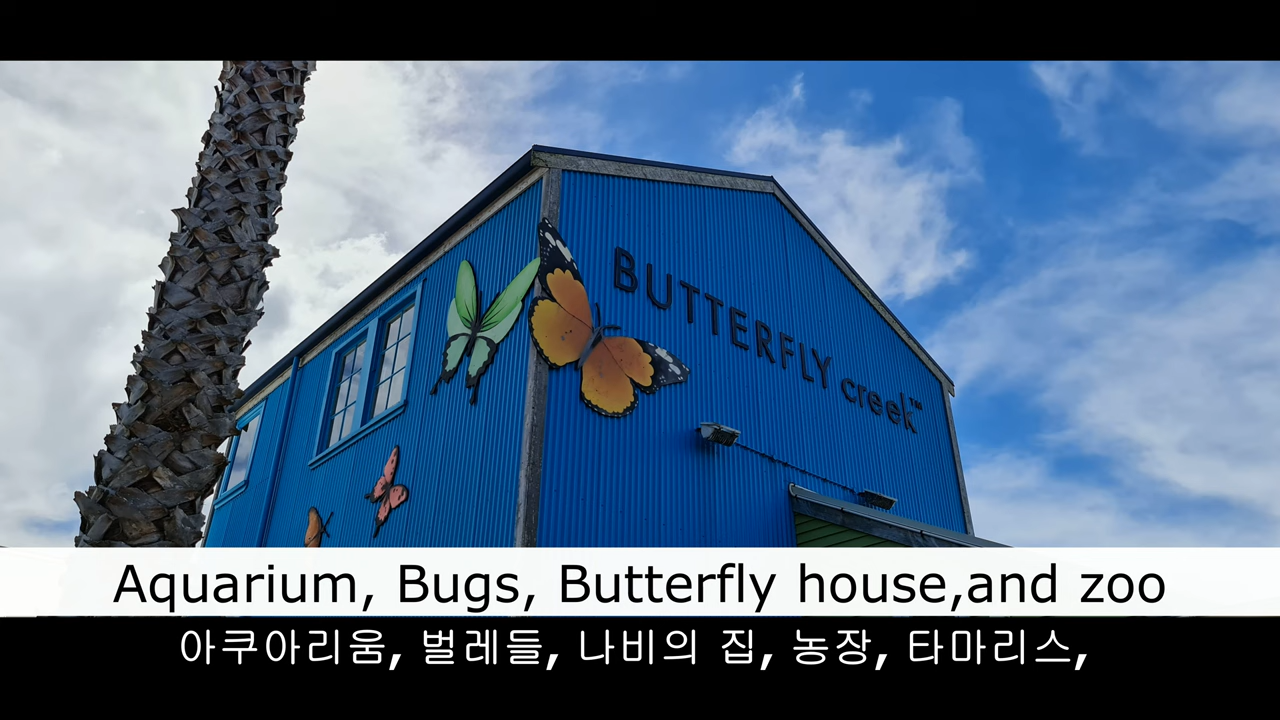 BUTTERFLY creek™
Aquarium, Bugs, Butterfly house,and zoo
아쿠아리움, 벌레들, 나비의 집, 농장, 타마리스,